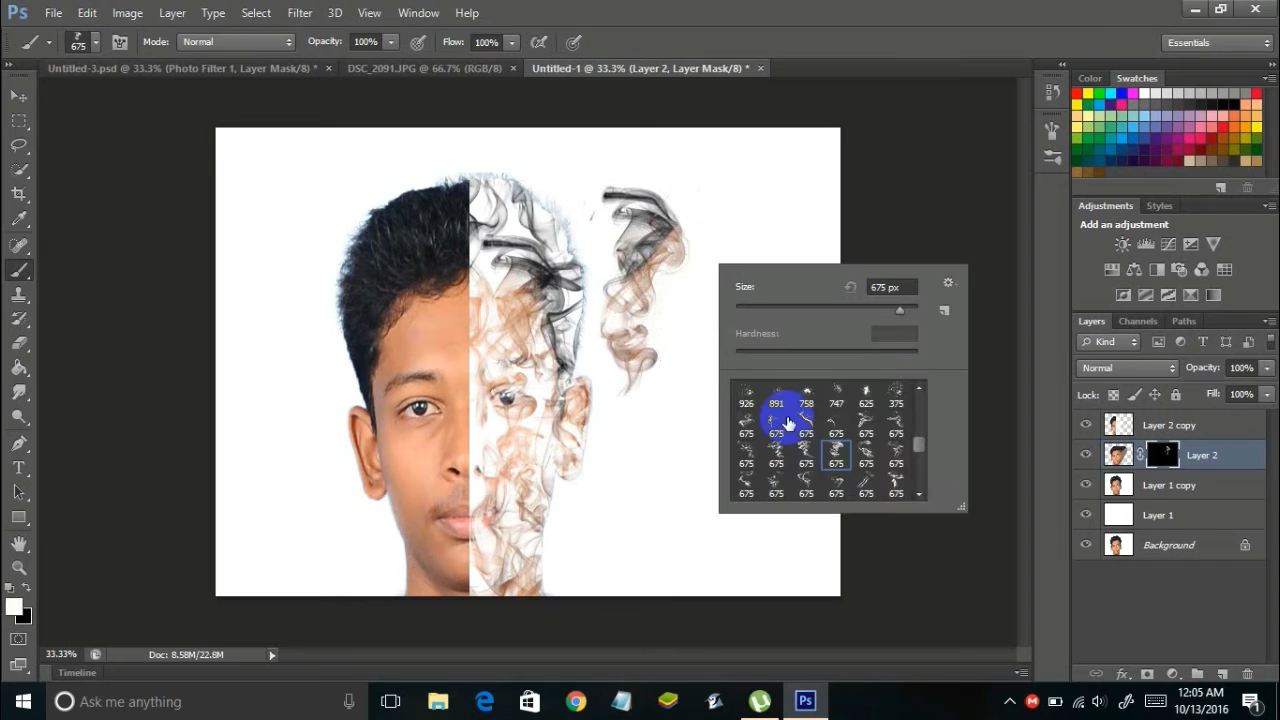 Ps File Edit Image Layer Type Select Filter 3D View Window Help
675 Mode: Normal Opacity: 100% Flow: 100% Essentials
Untitled-3.psd @ 33.3% (Photo Filter 1, Layer Mask/8) * × DSC_2091.JPG @ 66.7% (RGB/8) × Untitled-1 @ 33.3% (Layer 2, Layer Mask/8) * ×
Color Swatches
Adjustments Styles
Add an adjustment
Size: 675 px
Hardness:
926 891 758 747 625 375
675 675 675 675 675 675
675 675 675 675 675 675
675 675 675 675 675 675
Layers Channels Paths
Kind
Normal Opacity: 100%
Lock: Fill: 100%
Layer 2 copy
Layer 2
Layer 1 copy
Layer 1
Background
33.33% Doc: 8.58M/22.8M
Timeline
Ask me anything
Ps
12:05 AM
10/13/2016